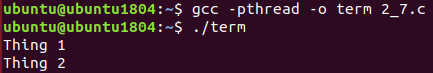 ubuntu@ubuntu1804:~$ gcc -pthread -o term 2_7.c
ubuntu@ubuntu1804:~$ ./term
Thing 1
Thing 2